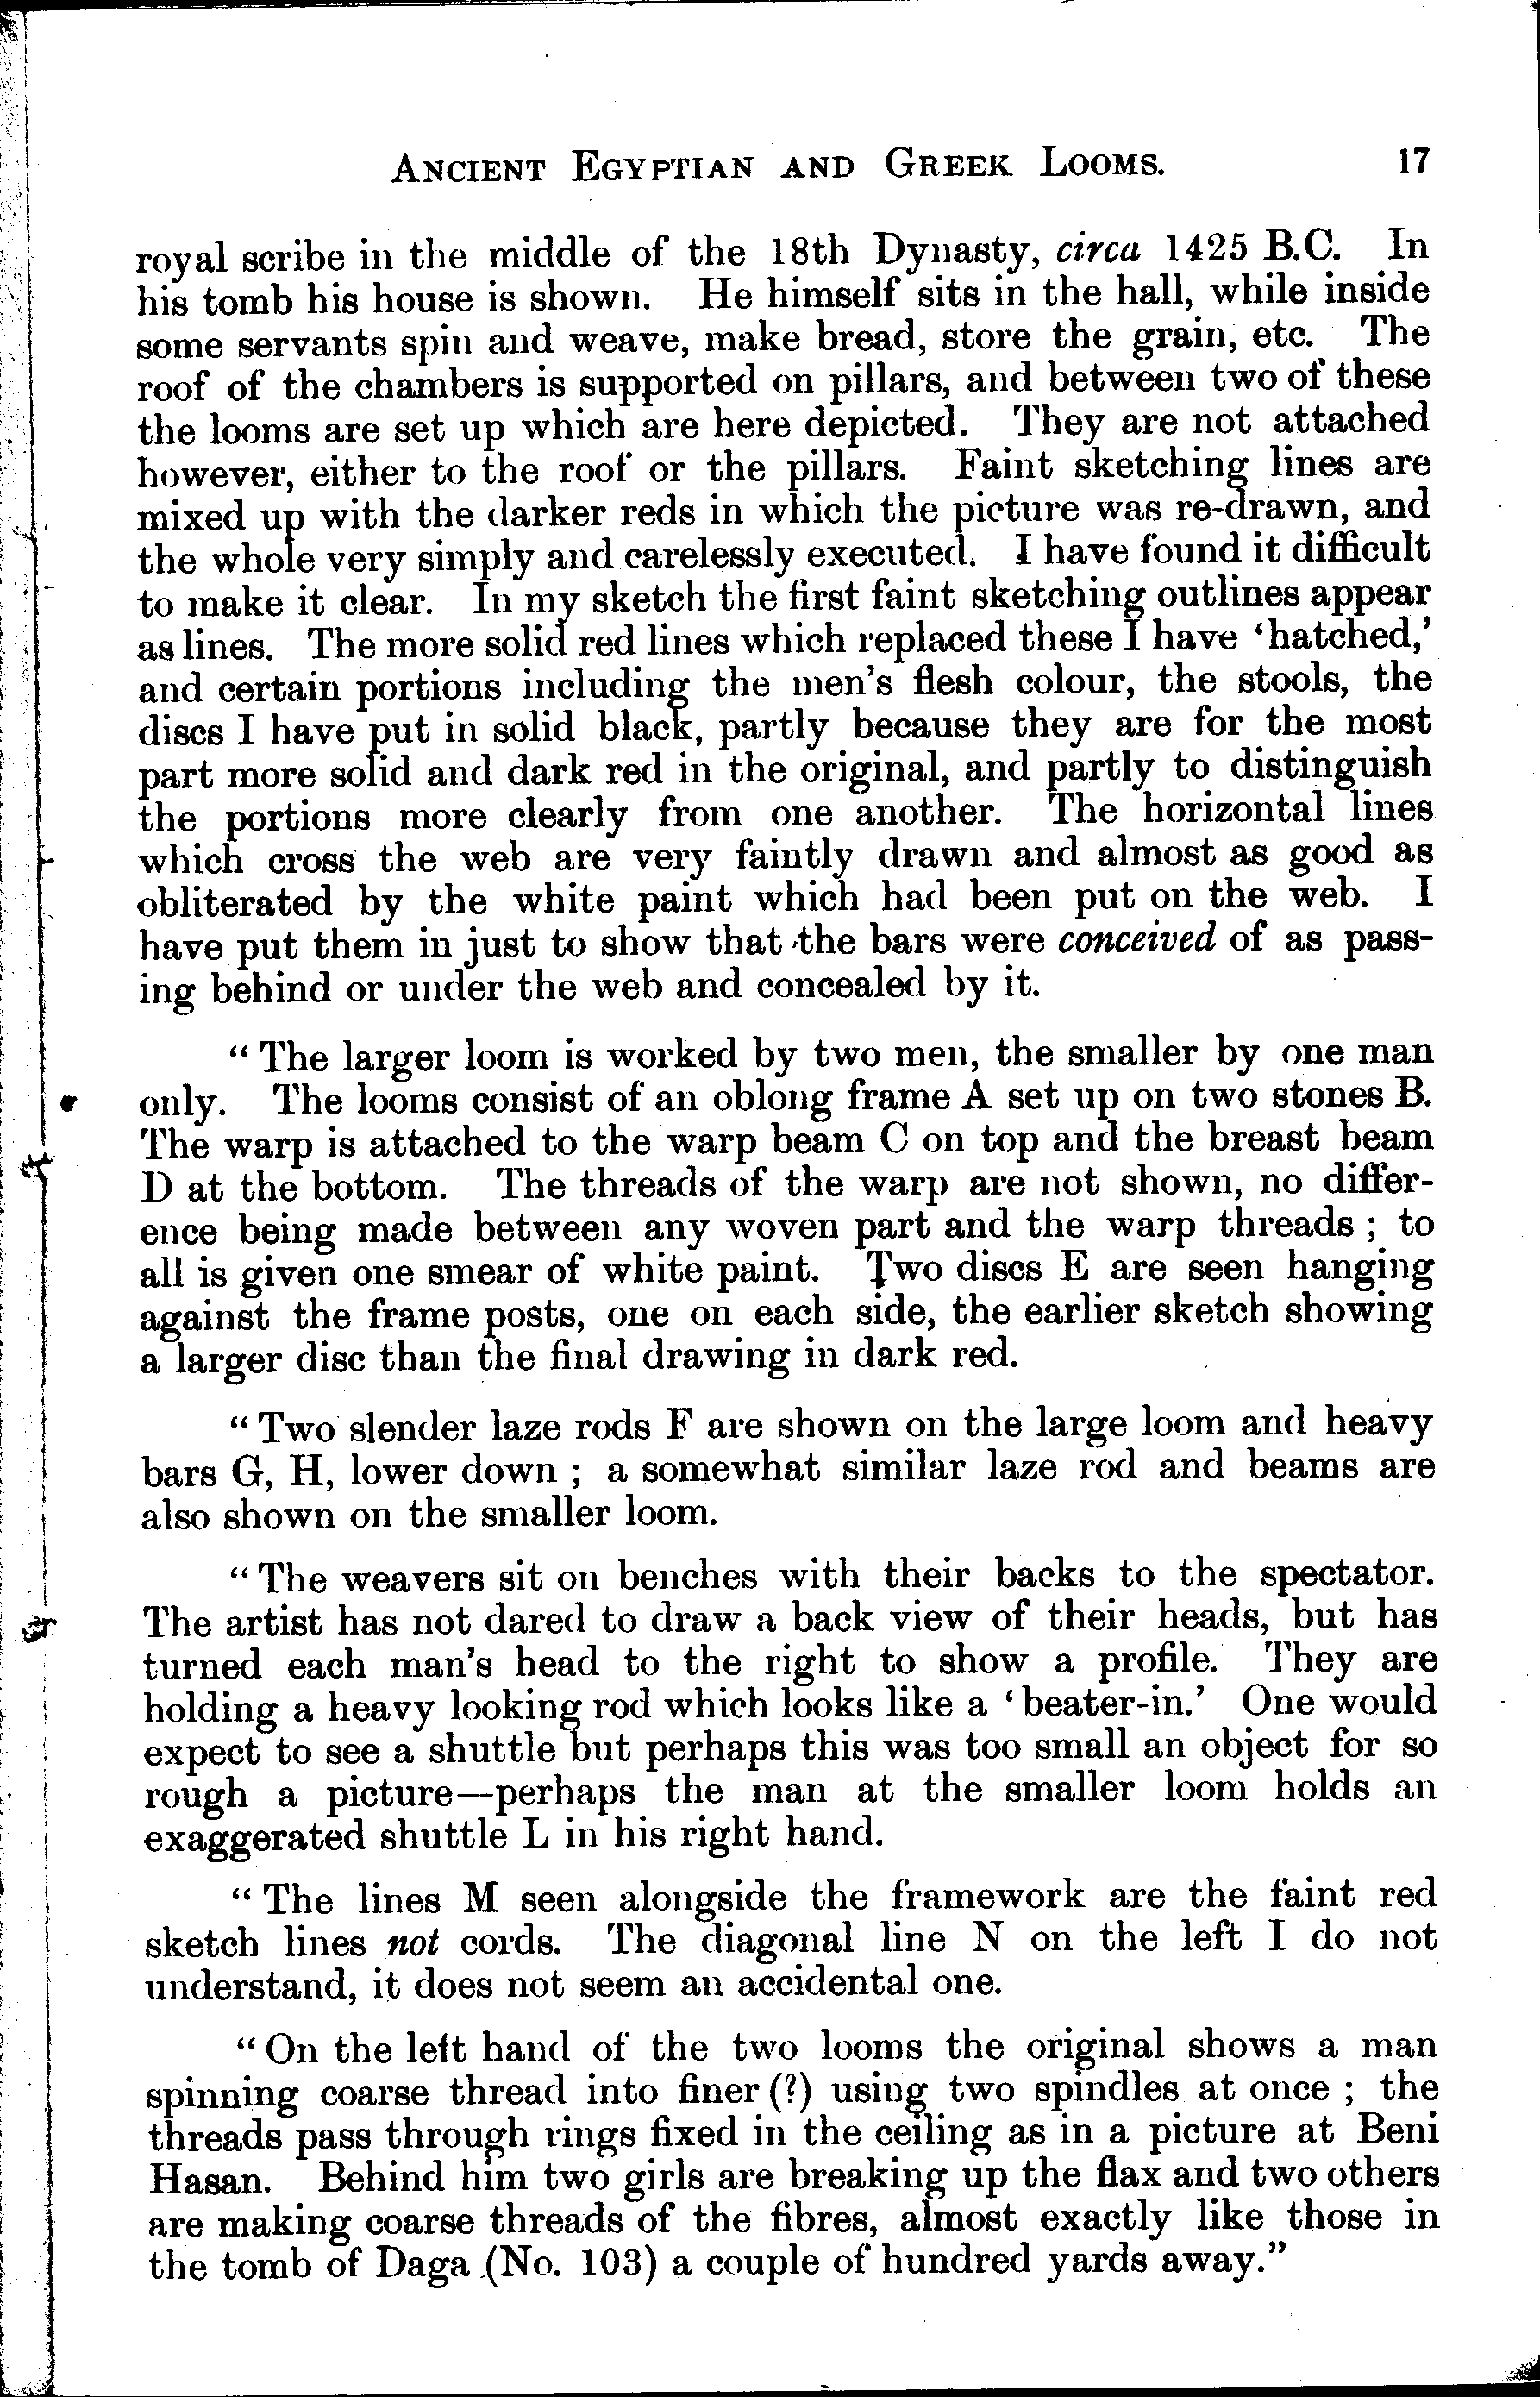 ANCIENT EGYPTIAN AND GREEK LOOMS. 17
royal scribe in the middle of the 18th Dynasty, circa 1425 B.C. In
his tomb his house is shown. He himself sits in the hall, while inside
some servants spin and weave, make bread, store the grain, etc. The
roof of the chambers is supported on pillars, and between two of these
the looms are set up which are here depicted. They are not attached
however, either to the roof or the pillars. Faint sketching lines are
mixed up with the darker reds in which the picture was re-drawn, and
the whole very simply and carelessly executed. I have found it difficult
to make it clear. In my sketch the first faint sketching outlines appear
as lines. The more solid red lines which replaced these I have 'hatched,'
and certain portions including the men's flesh colour, the stools, the
discs I have put in solid black, partly because they are for the most
part more solid and dark red in the original, and partly to distinguish
the portions more clearly from one another. The horizontal lines
which cross the web are very faintly drawn and almost as good as
obliterated by the white paint which had been put on the web. I
have put them in just to show that the bars were conceived of as pass-
ing behind or under the web and concealed by it.
"The larger loom is worked by two men, the smaller by one man
only. The looms consist of an oblong frame A set up on two stones B.
The warp is attached to the warp beam C on top and the breast beam
D at the bottom. The threads of the warp are not shown, no differ-
ence being made between any woven part and the warp threads; to
all is given one smear of white paint. Two discs E are seen hanging
against the frame posts, one on each side, the earlier sketch showing
a larger disc than the final drawing in dark red.
"Two slender laze rods F are shown on the large loom and heavy
bars G, H, lower down; a somewhat similar laze rod and beams are
also shown on the smaller loom.
"The weavers sit on benches with their backs to the spectator.
The artist has not dared to draw a back view of their heads, but has
turned each man's head to the right to show a profile. They are
holding a heavy looking rod which looks like a 'beater-in.' One would
expect to see a shuttle but perhaps this was too small an object for so
rough a picture—perhaps the man at the smaller loom holds an
exaggerated shuttle L in his right hand.
"The lines M seen alongside the framework are the faint red
sketch lines not cords. The diagonal line N on the left I do not
understand, it does not seem an accidental one.
"On the left hand of the two looms the original shows a man
spinning coarse thread into finer (?) using two spindles at once; the
threads pass through rings fixed in the ceiling as in a picture at Beni
Hasan. Behind him two girls are breaking up the flax and two others
are making coarse threads of the fibres, almost exactly like those in
the tomb of Daga (No. 103) a couple of hundred yards away."